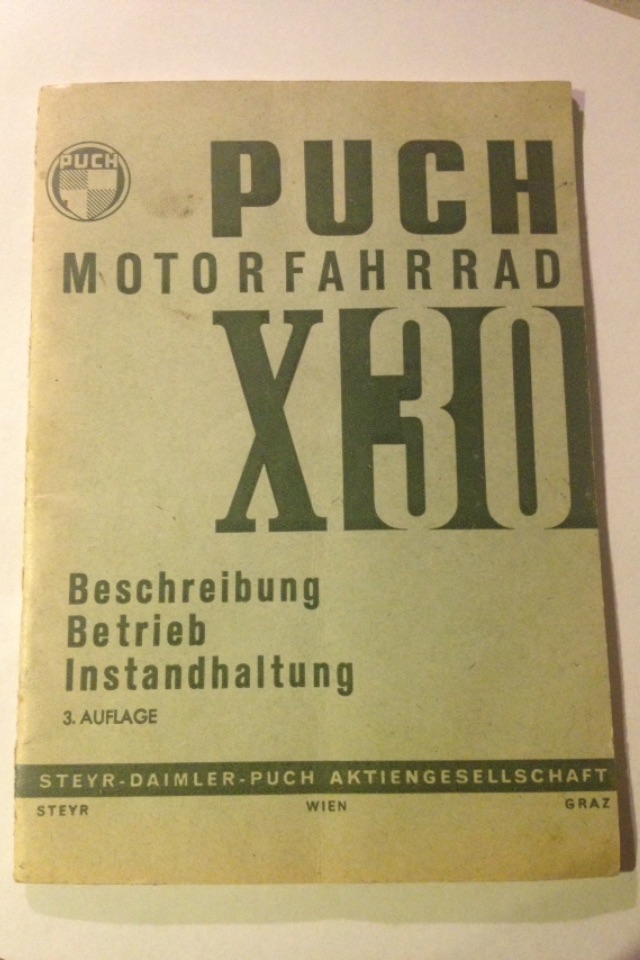 PUCH
PUCH
MOTORFAHRRAD
X30
Beschreibung
Betrieb
Instandhaltung
3. AUFLAGE
STEYR-DAIMLER-PUCH AKTIENGESELLSCHAFT
STEYR WIEN GRAZ